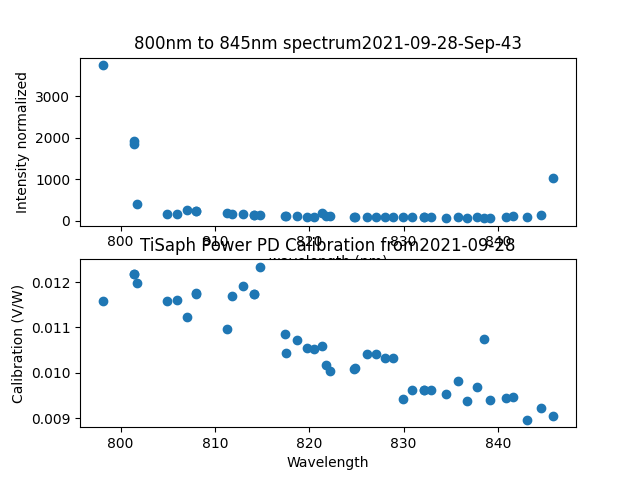 800nm to 845nm spectrum2021-09-28-Sep-43
Intensity normalized
3000
2000
1000
0
800 810 820 830 840
wavelength (nm)
TiSaph Power PD Calibration from2021-09-28
Calibration (V/W)
0.012
0.011
0.010
0.009
800 810 820 830 840
Wavelength